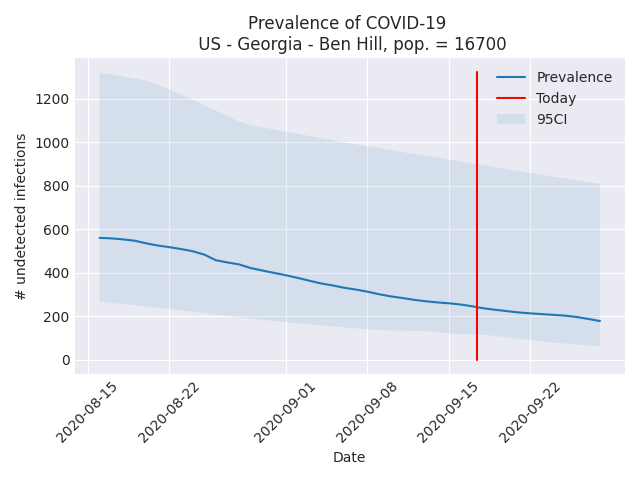 Prevalence of COVID-19
US - Georgia - Ben Hill, pop. = 16700
Prevalence
Today
95CI
# undetected infections
1200
1000
800
600
400
200
0
2020-08-15
2020-08-22
2020-09-01
2020-09-08
2020-09-15
2020-09-22
Date